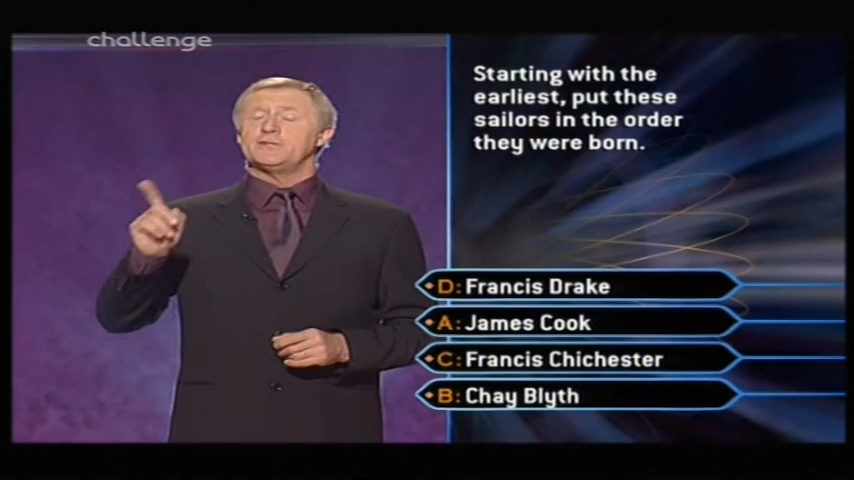 challenge
Starting with the
earliest, put these
sailors in the order
they were born.
D: Francis Drake
A: James Cook
C: Francis Chichester
B: Chay Blyth